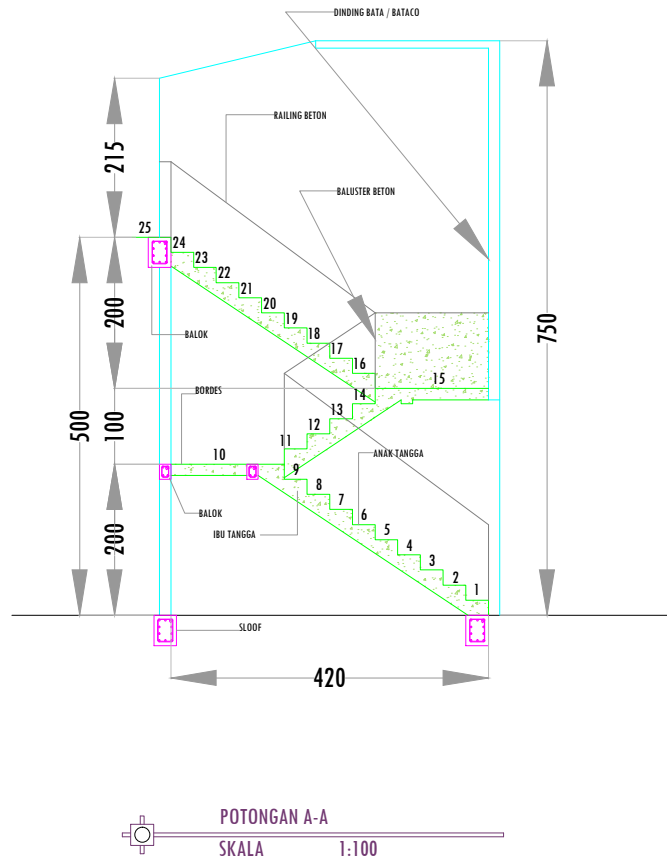 DINDING BATA / BATACO
RAILING BETON
215
BALUSTER BETON
25
24
23
22
21
20
19
18
17
16
15
14
13
12
11
200
BALOK
BORDES
750
500
100
10
9
8
7
6
5
4
3
2
1
ANAK TANGGA
BALOK
IBU TANGGA
200
SLOOF
420
POTONGAN A-A
SKALA 1:100